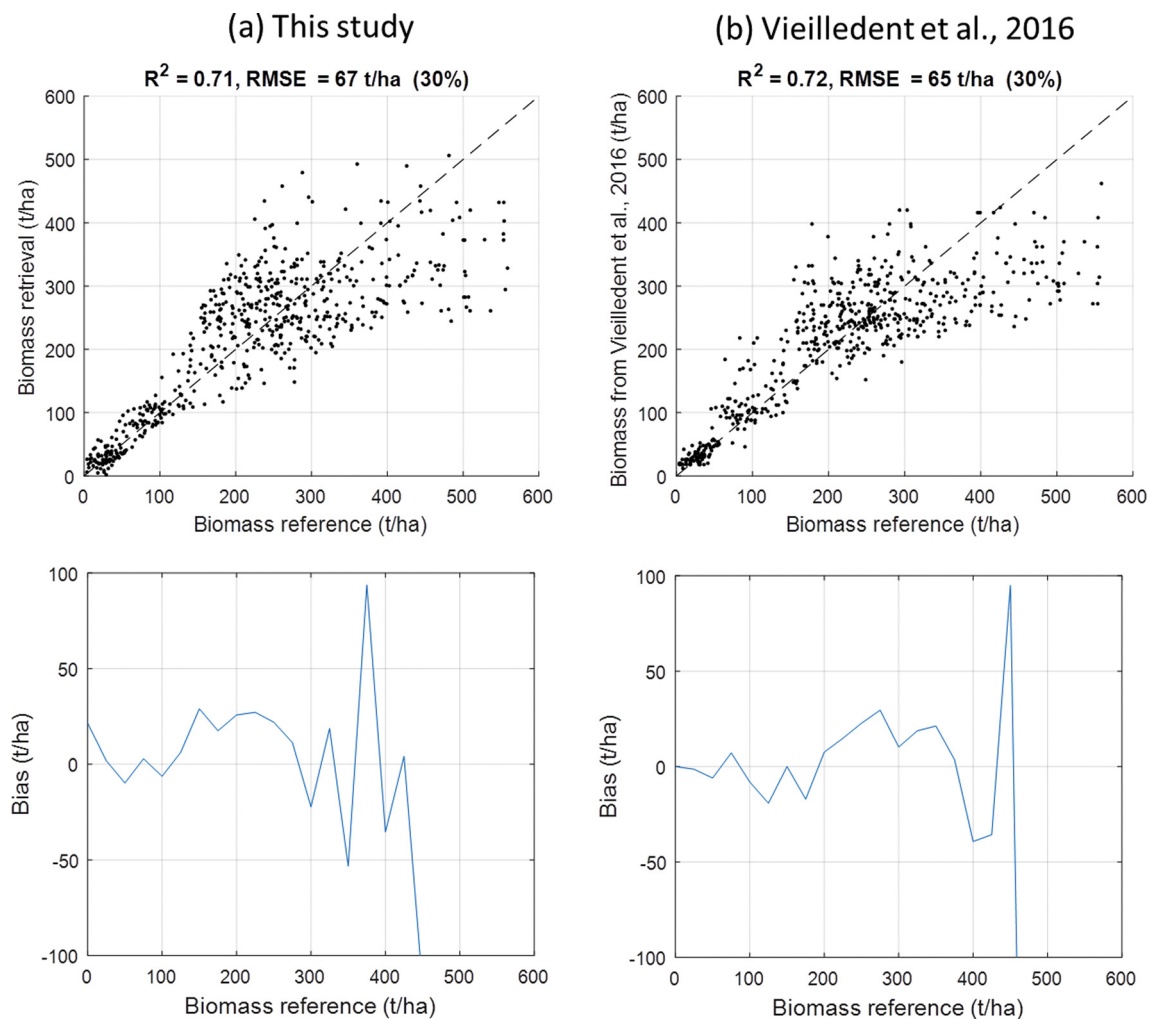 (a) This study
R² = 0.71, RMSE = 67 t/ha (30%)
600
500
400
300
200
100
0
Biomass retrieval (t/ha)
0 100 200 300 400 500 600
Biomass reference (t/ha)
(b) Vieilledent et al., 2016
R² = 0.72, RMSE = 65 t/ha (30%)
600
500
400
300
200
100
0
Biomass from Vieilledent et al., 2016 (t/ha)
0 100 200 300 400 500 600
Biomass reference (t/ha)
100
50
0
-50
-100
Bias (t/ha)
0 100 200 300 400 500 600
Biomass reference (t/ha)
100
50
0
-50
-100
Bias (t/ha)
0 100 200 300 400 500 600
Biomass reference (t/ha)